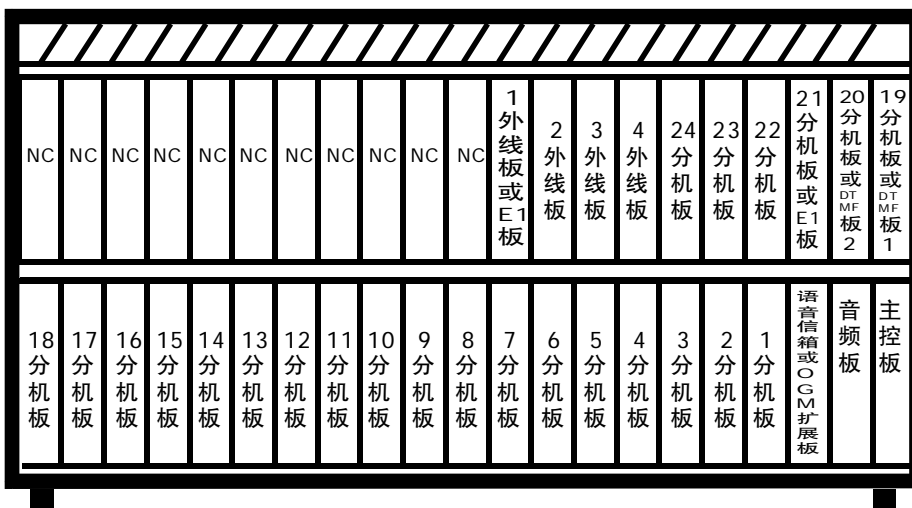 NC
NC
NC
NC
NC
NC
NC
NC
NC
NC
NC
1外线板或E1板
2外线板
3外线板
4外线板
24分机板
23分机板
22分机板
21分机板或E1板
20分机板或DTMF板2
19分机板或DTMF板1
18分机板
17分机板
16分机板
15分机板
14分机板
13分机板
12分机板
11分机板
10分机板
9分机板
8分机板
7分机板
6分机板
5分机板
4分机板
3分机板
2分机板
1分机板
语音信箱或OGM扩展板
音频板
主控板